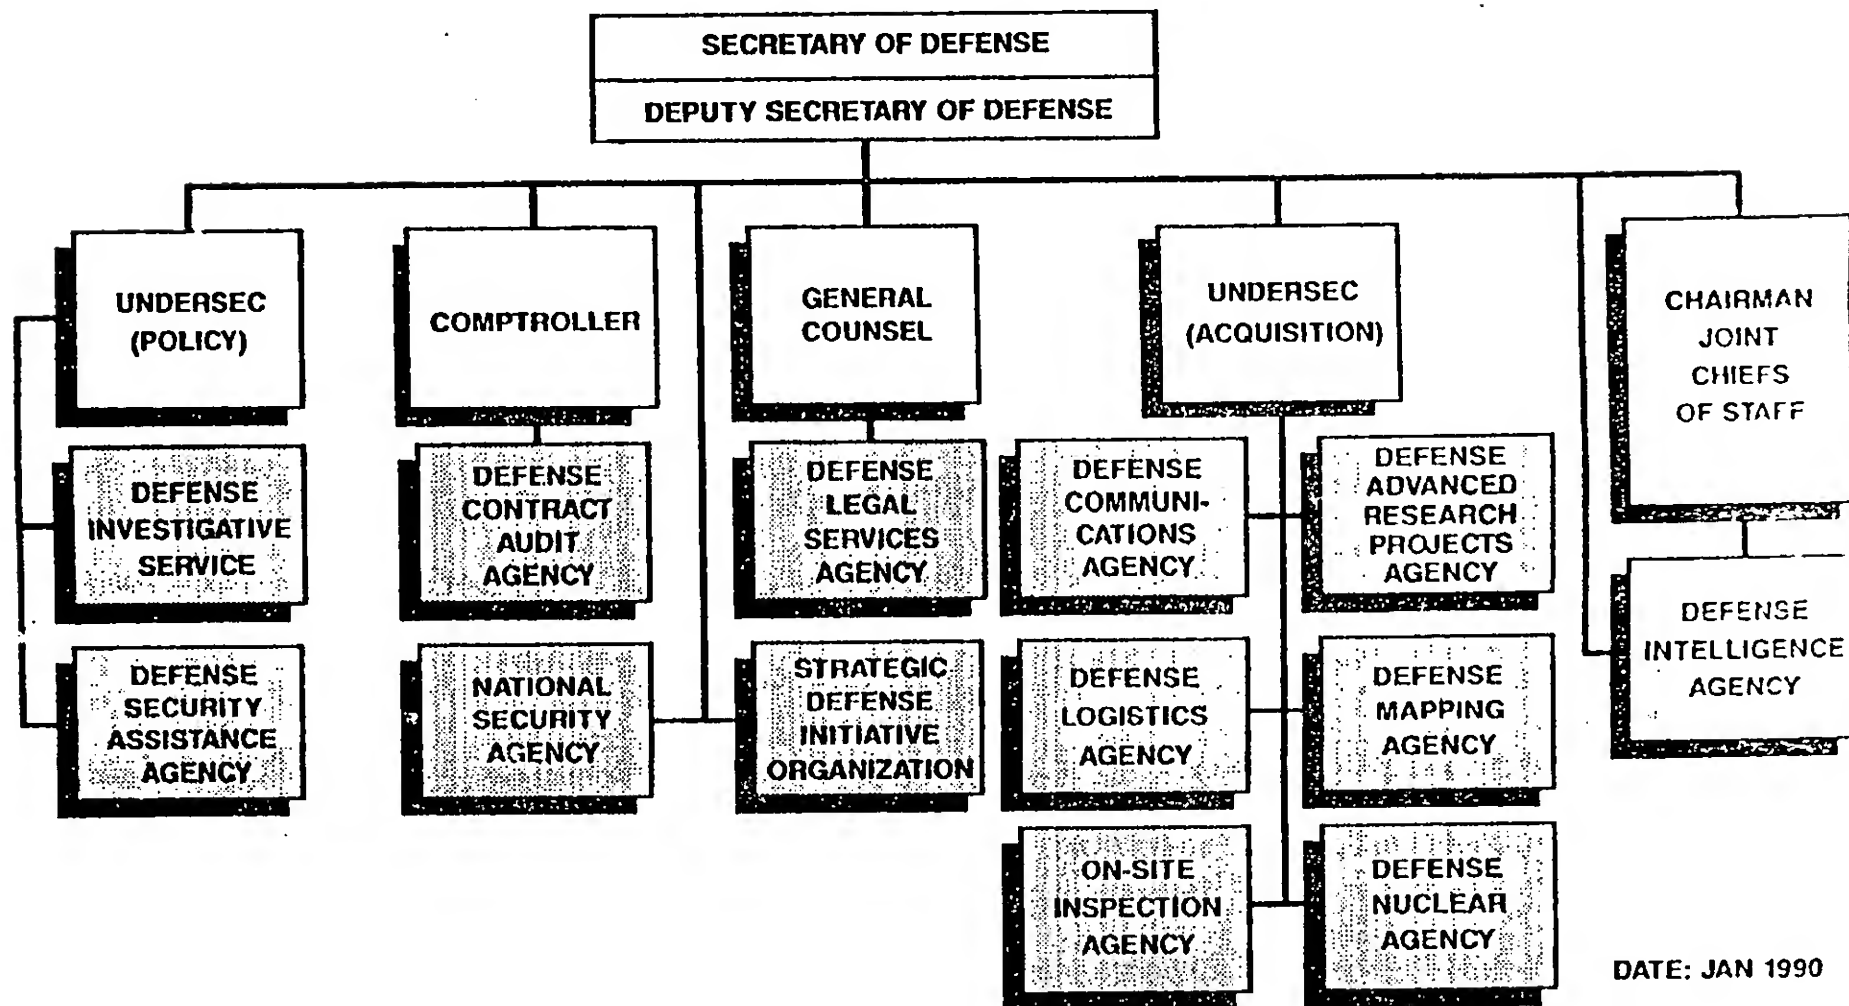 SECRETARY OF DEFENSE
DEPUTY SECRETARY OF DEFENSE
UNDERSEC
(POLICY)
COMPTROLLER
GENERAL
COUNSEL
UNDERSEC
(ACQUISITION)
CHAIRMAN
JOINT
CHIEFS
OF STAFF
DEFENSE
INVESTIGATIVE
SERVICE
DEFENSE
CONTRACT
AUDIT
AGENCY
DEFENSE
LEGAL
SERVICES
AGENCY
DEFENSE
COMMUNI-
CATIONS
AGENCY
DEFENSE
ADVANCED
RESEARCH
PROJECTS
AGENCY
DEFENSE
INTELLIGENCE
AGENCY
DEFENSE
SECURITY
ASSISTANCE
AGENCY
NATIONAL
SECURITY
AGENCY
STRATEGIC
DEFENSE
INITIATIVE
ORGANIZATION
DEFENSE
LOGISTICS
AGENCY
DEFENSE
MAPPING
AGENCY
ON-SITE
INSPECTION
AGENCY
DEFENSE
NUCLEAR
AGENCY
DATE: JAN 1990